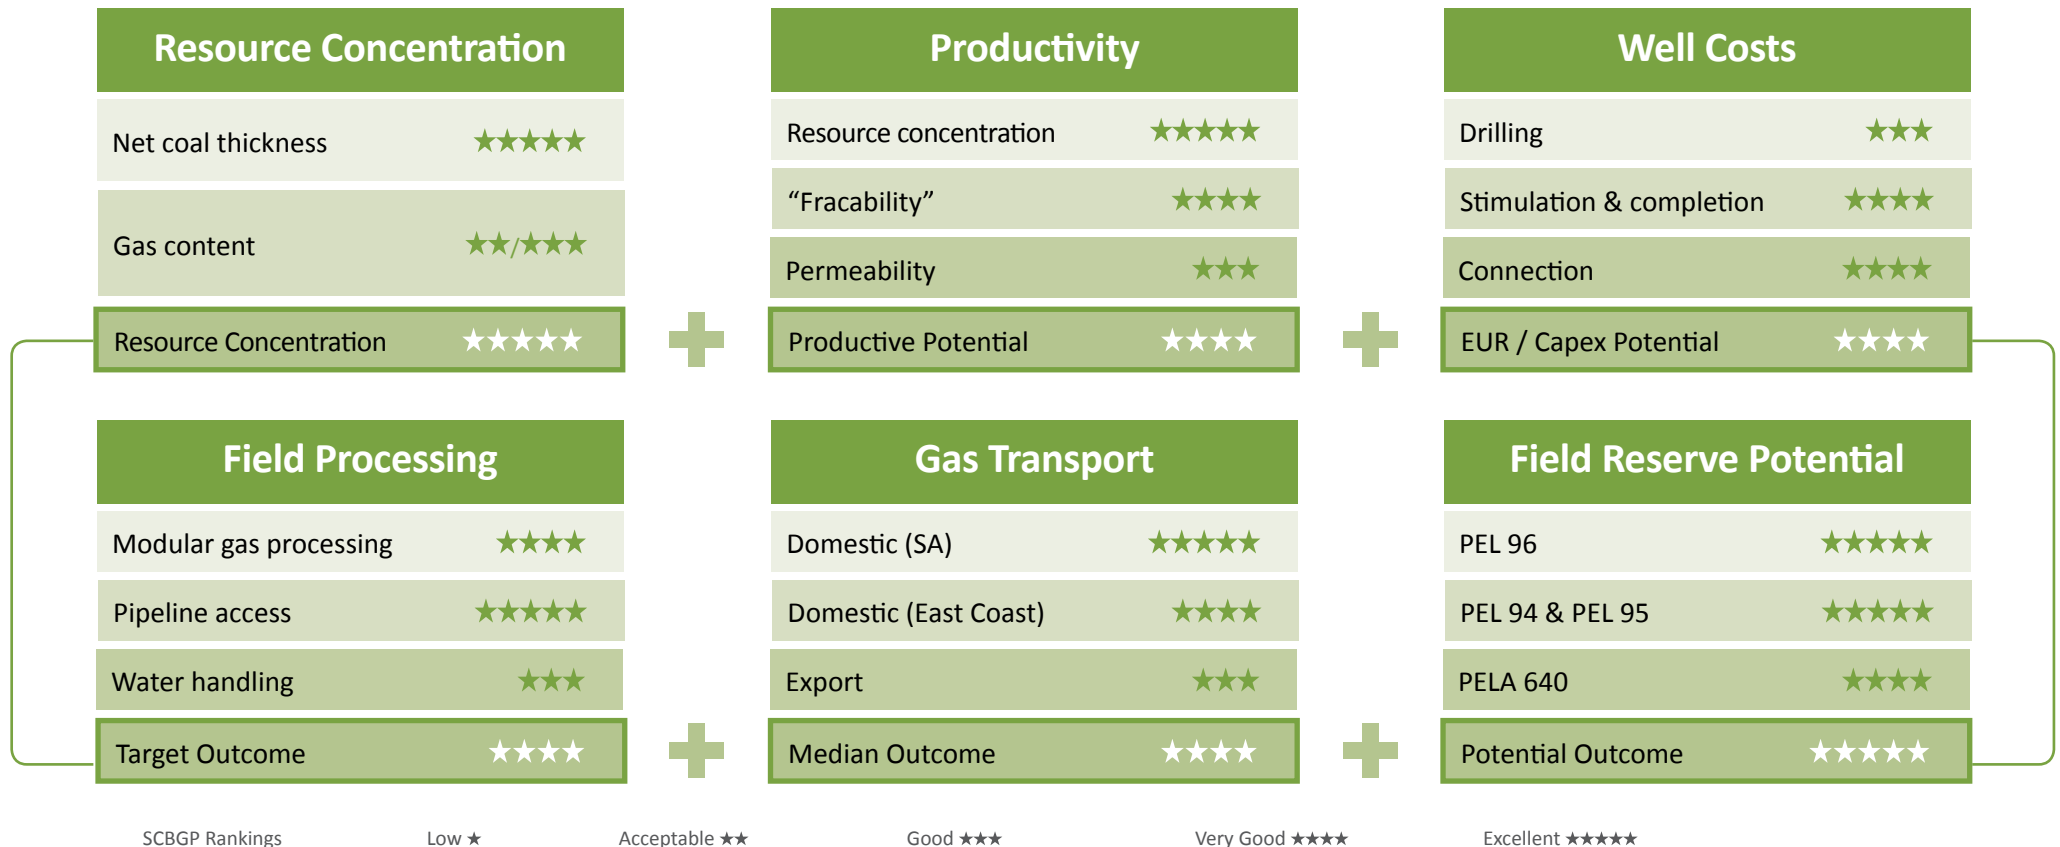 Resource Concentration
Net coal thickness ★★★★★
Gas content ★★/★★★
Resource Concentration ★★★★★
Productivity
Resource concentration ★★★★★
“Fracability” ★★★★
Permeability ★★★
Productive Potential ★★★★
Well Costs
Drilling ★★★
Stimulation & completion ★★★★
Connection ★★★★
EUR / Capex Potential ★★★★
Field Processing
Modular gas processing ★★★★
Pipeline access ★★★★★
Water handling ★★★
Target Outcome ★★★★
Gas Transport
Domestic (SA) ★★★★★
Domestic (East Coast) ★★★★
Export ★★★
Median Outcome ★★★★
Field Reserve Potential
PEL 96 ★★★★★
PEL 94 & PEL 95 ★★★★★
PELA 640 ★★★★
Potential Outcome ★★★★★
SCBGP Rankings Low ★ Acceptable ★★ Good ★★★ Very Good ★★★★ Excellent ★★★★★